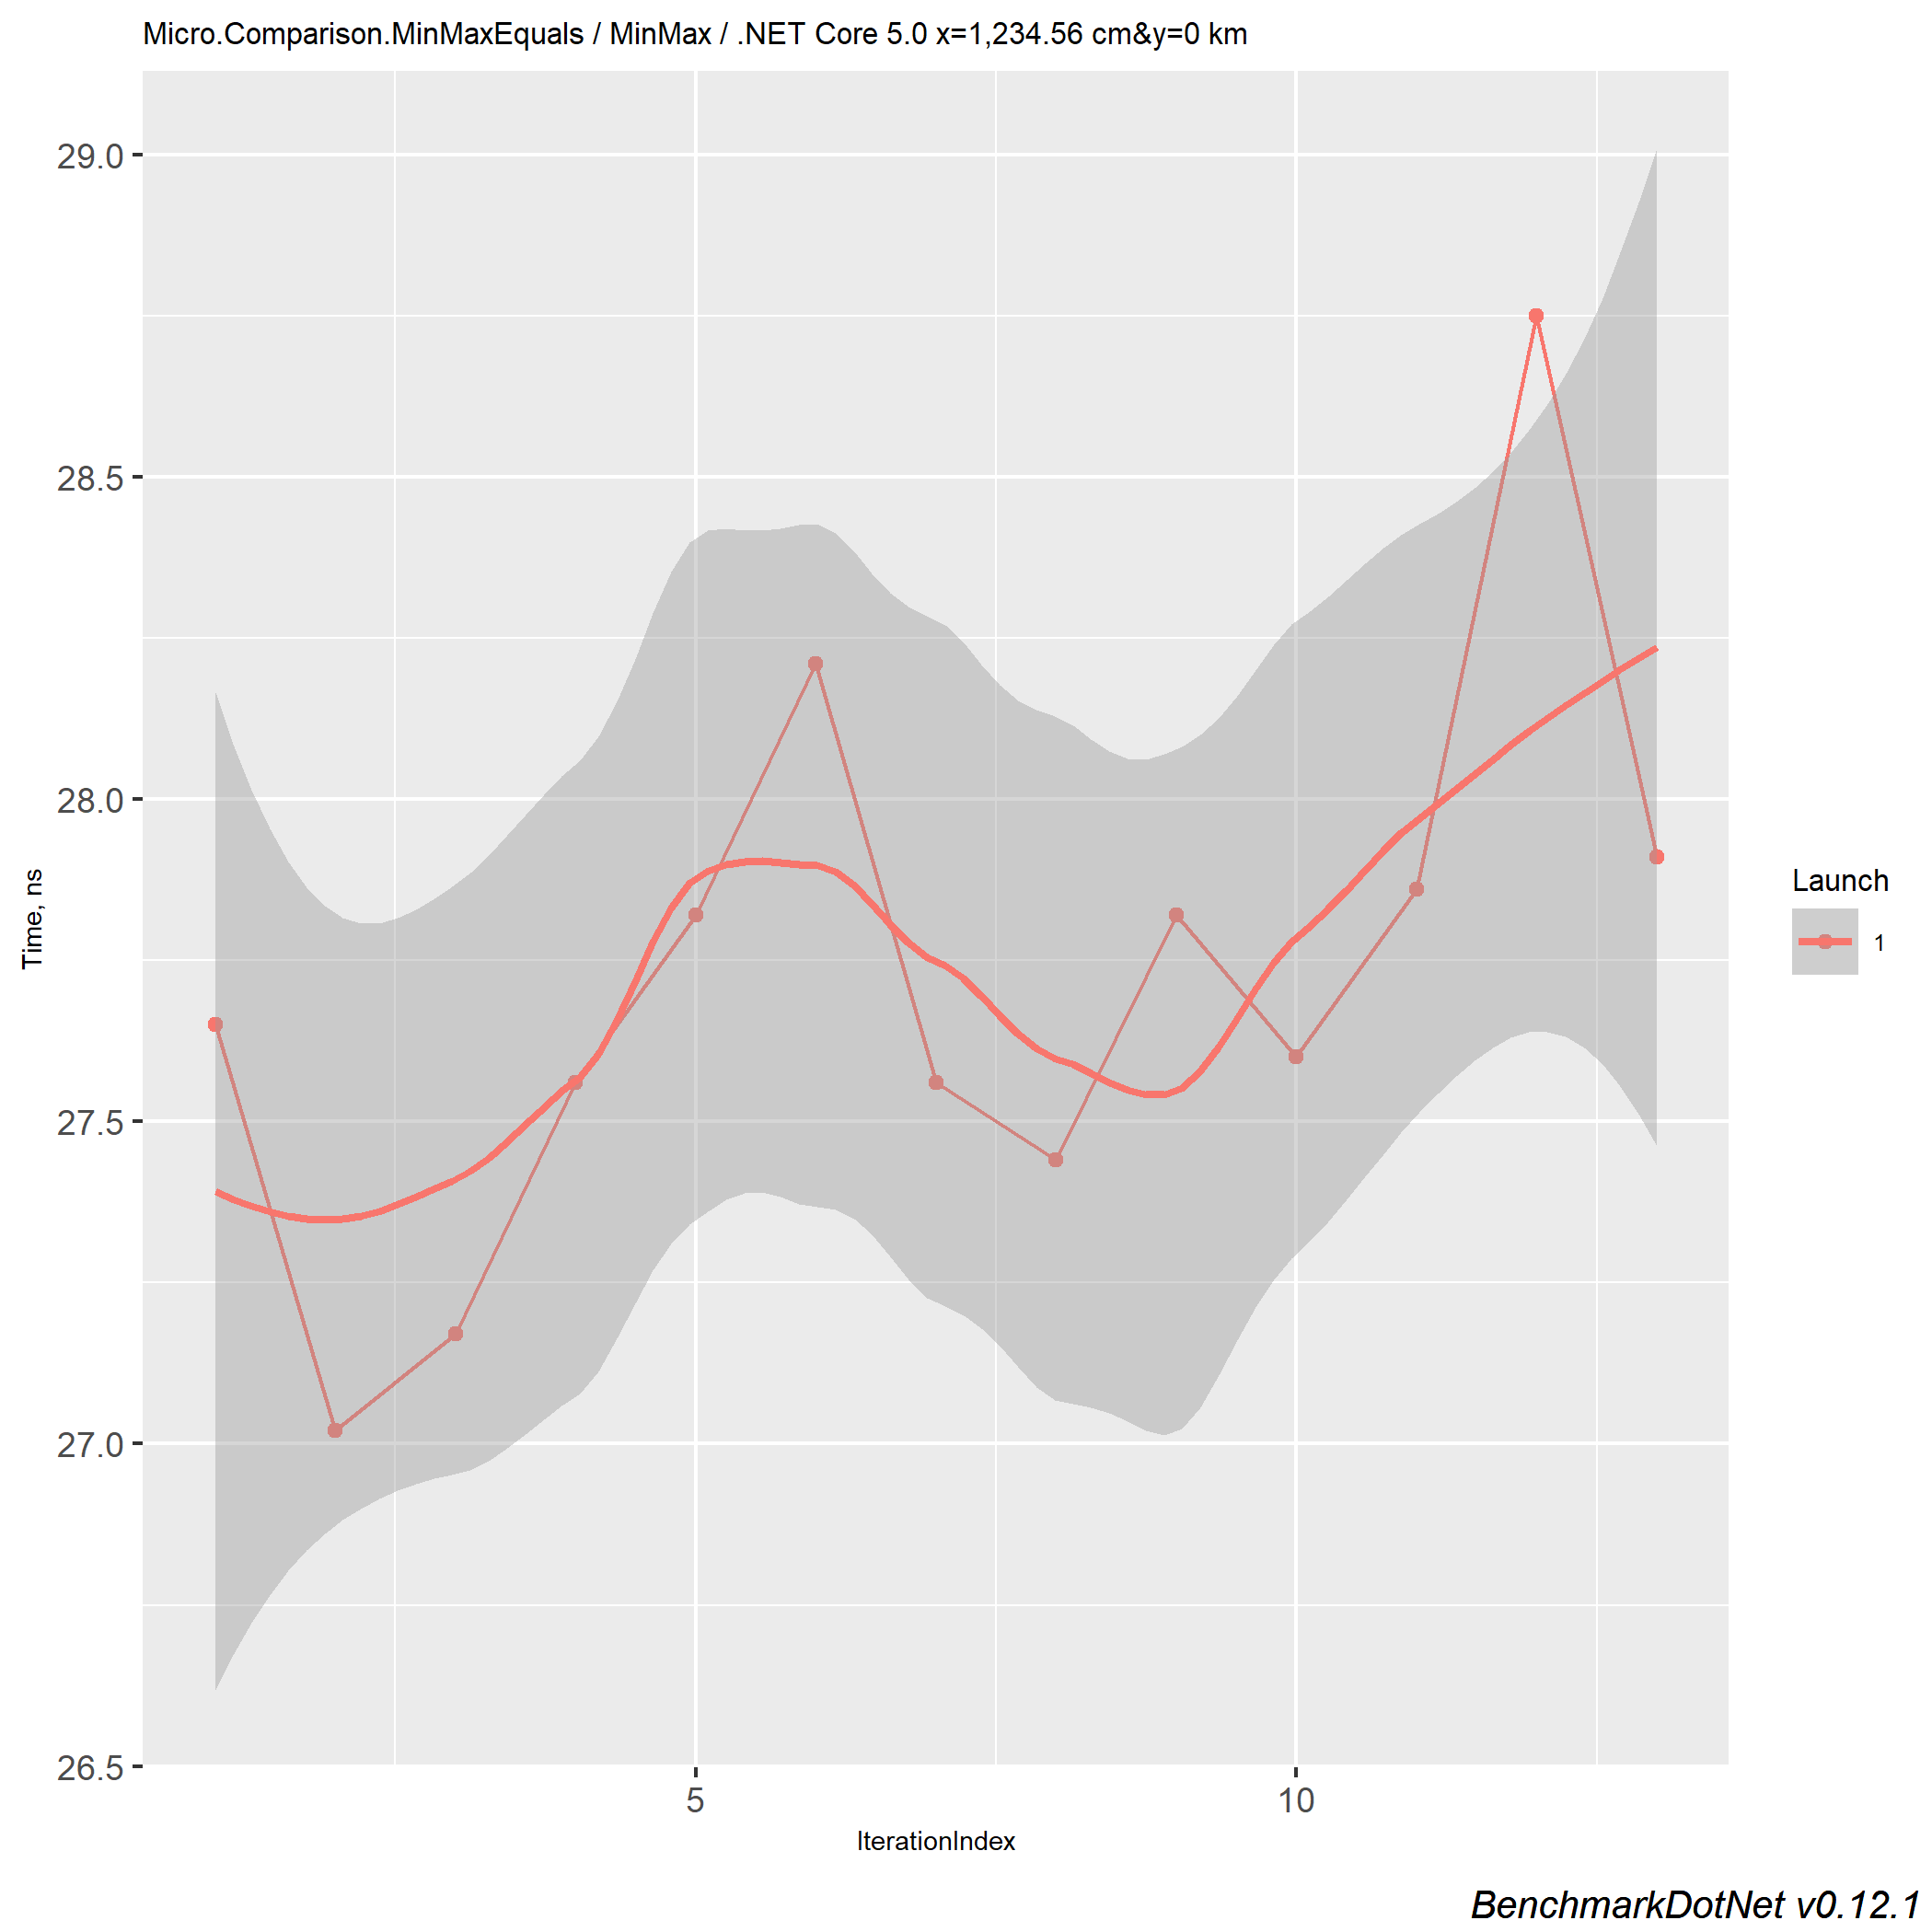 Micro.Comparison.MinMaxEquals / MinMax / .NET Core 5.0 x=1,234.56 cm&y=0 km
29.0
28.5
28.0
27.5
27.0
26.5
Time, ns
5
10
IterationIndex
Launch
1
BenchmarkDotNet v0.12.1